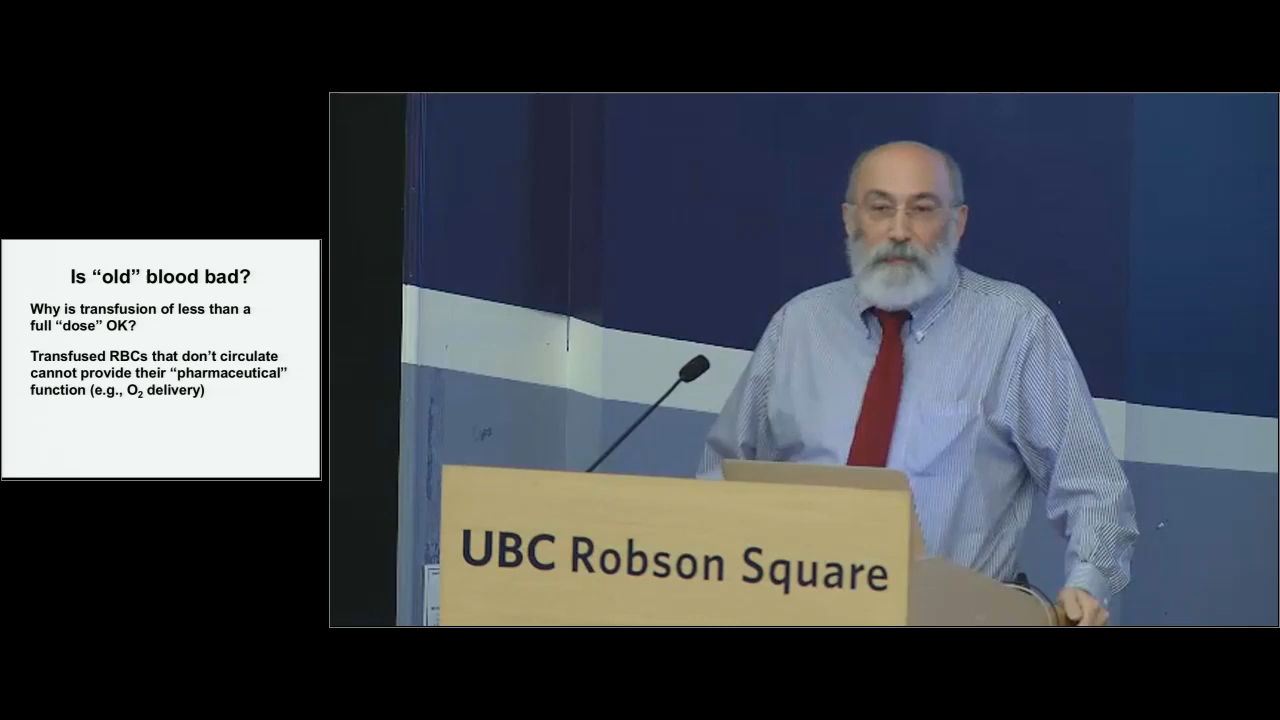 Is “old” blood bad?
Why is transfusion of less than a
full “dose” OK?
Transfused RBCs that don’t circulate
cannot provide their “pharmaceutical”
function (e.g., O₂ delivery)
UBC Robson Square